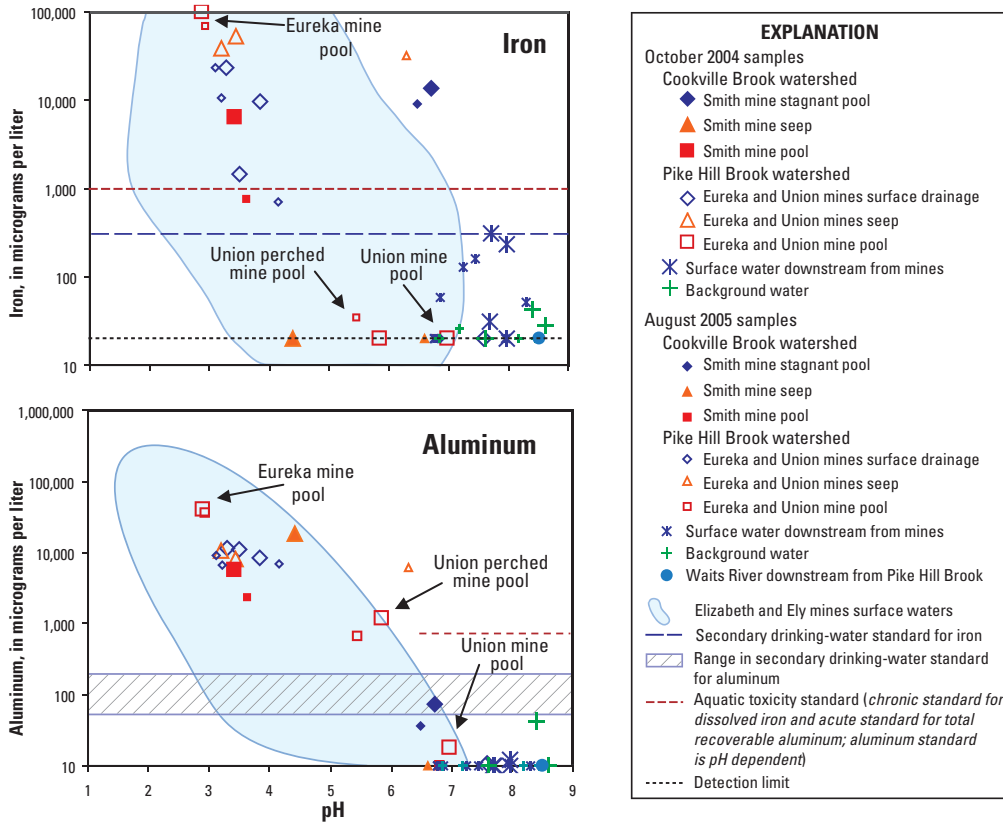 Iron
Iron, in micrograms per liter
100,000
10,000
1,000
100
10
Eureka mine
pool
Union perched
mine pool
Union mine
pool
1 2 3 4 5 6 7 8 9
Aluminum
Aluminum, in micrograms per liter
1,000,000
100,000
10,000
1,000
100
10
Eureka mine
pool
Union perched
mine pool
Union mine
pool
1 2 3 4 5 6 7 8 9
pH
EXPLANATION
October 2004 samples
Cookville Brook watershed
Smith mine stagnant pool
Smith mine seep
Smith mine pool
Pike Hill Brook watershed
Eureka and Union mines surface drainage
Eureka and Union mines seep
Eureka and Union mine pool
Surface water downstream from mines
Background water
August 2005 samples
Cookville Brook watershed
Smith mine stagnant pool
Smith mine seep
Smith mine pool
Pike Hill Brook watershed
Eureka and Union mines surface drainage
Eureka and Union mines seep
Eureka and Union mine pool
Surface water downstream from mines
Background water
Waits River downstream from Pike Hill Brook
Elizabeth and Ely mines surface waters
Secondary drinking-water standard for iron
Range in secondary drinking-water standard
for aluminum
Aquatic toxicity standard (chronic standard for
dissolved iron and acute standard for total
recoverable aluminum; aluminum standard
is pH dependent)
Detection limit